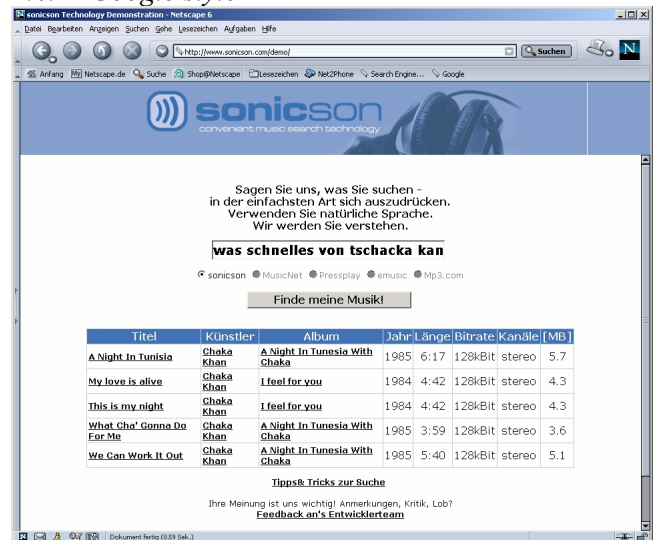 sonicson Technology Demonstration - Netscape 6
Datei Bearbeiten Anzeigen Suchen Gehe Lesezeichen Aufgaben Hilfe
http://www.sonicson.com/demo/ Suchen N
Anfang My Netscape.de Suche Shop@Netscape Lesezeichen Net2Phone Search Engine... Google
sonicson
convenient music search technology
Sagen Sie uns, was Sie suchen -
in der einfachsten Art sich auszudrücken.
Verwenden Sie natürliche Sprache.
Wir werden Sie verstehen.
was schnelles von tschacka kan
sonicson MusicNet Pressplay emusic Mp3.com
Finde meine Musik!
Titel Künstler Album Jahr Länge Bitrate Kanäle [MB]
A Night In Tunisia Chaka Khan A Night In Tunesia With Chaka 1985 6:17 128kBit stereo 5.7
My love is alive Chaka Khan I feel for you 1984 4:42 128kBit stereo 4.3
This is my night Chaka Khan I feel for you 1984 4:42 128kBit stereo 4.3
What Cha' Gonna Do For Me Chaka Khan A Night In Tunesia With Chaka 1985 3:59 128kBit stereo 3.6
We Can Work It Out Chaka Khan A Night In Tunesia With Chaka 1985 5:40 128kBit stereo 5.1
Tipps& Tricks zur Suche
Ihre Meinung ist uns wichtig! Anmerkungen, Kritik, Lob?
Feedback an's Entwicklerteam
Dokument fertig (0.59 Sek.)